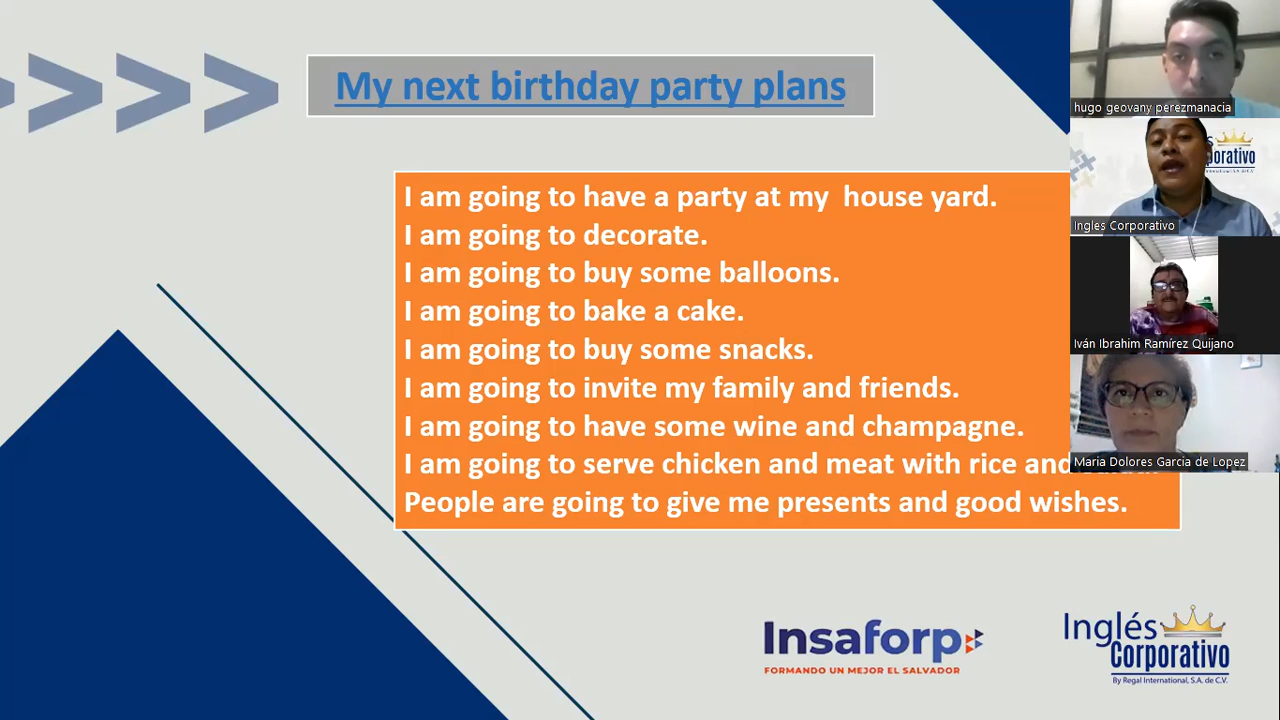 My next birthday party plans
I am going to have a party at my house yard.
I am going to decorate.
I am going to buy some balloons.
I am going to bake a cake.
I am going to buy some snacks.
I am going to invite my family and friends.
I am going to have some wine and champagne.
I am going to serve chicken and meat with rice and
People are going to give me presents and good wishes.
hugo geovany perezmanacia
orporativo
Ingles Corporativo
Iván Ibrahim Ramírez Quijano
María Dolores García de Lopez
Insaforp
FORMANDO UN MEJOR EL SALVADOR
Inglés
Corporativo
By Regal International, S.A. de C.V.